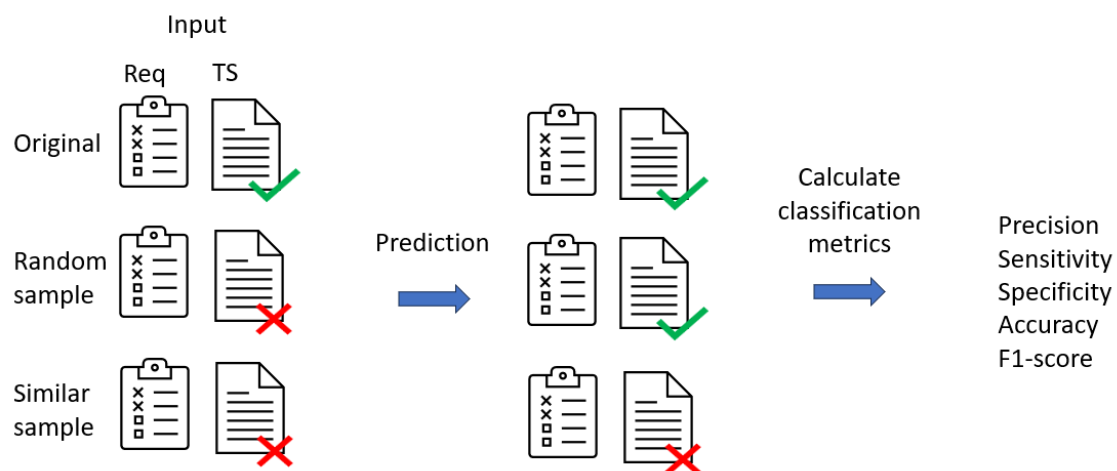 Input
Req
TS
Original
Random
sample
Similar
sample
Prediction
Calculate
classification
metrics
Precision
Sensitivity
Specificity
Accuracy
F1-score